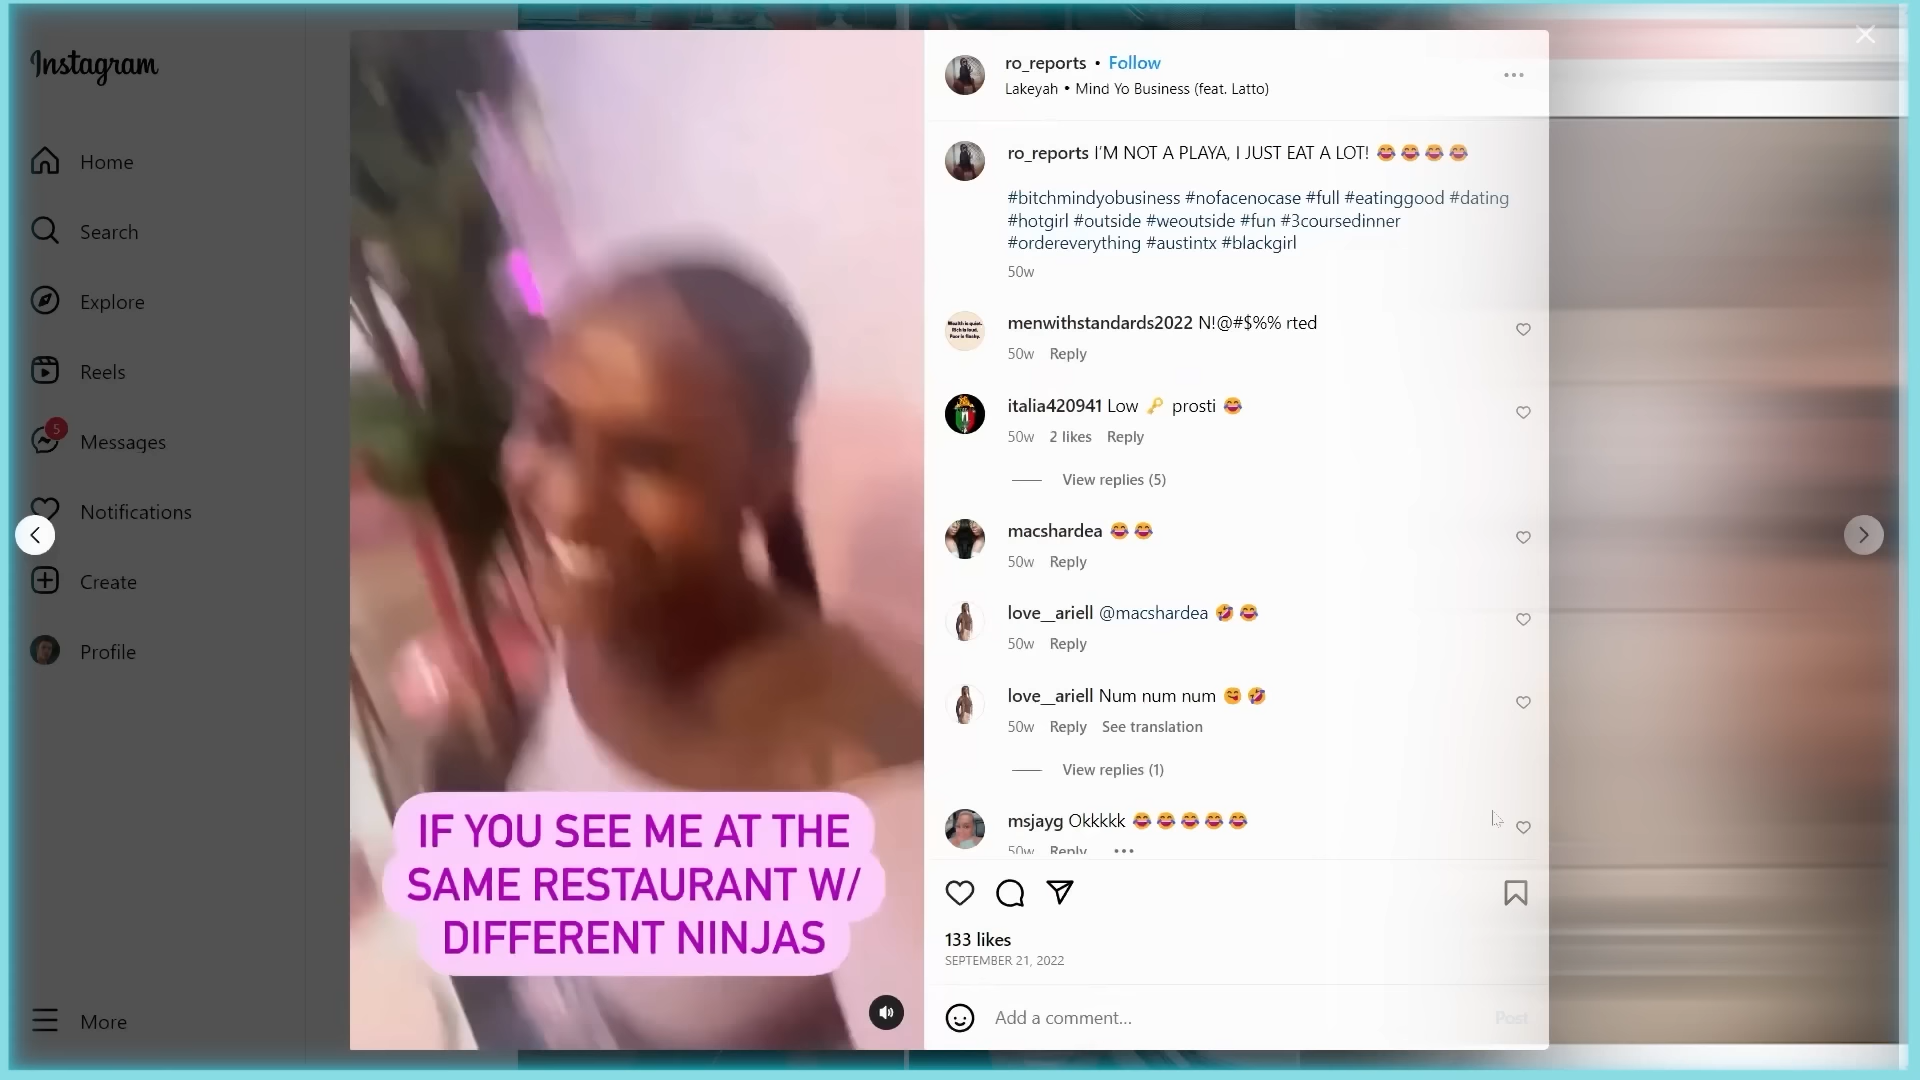 Instagram
Home
Search
Explore
Reels
5
Messages
Notifications
Create
Profile
More
IF YOU SEE ME AT THE
SAME RESTAURANT W/
DIFFERENT NINJAS
ro_reports • Follow
Lakeyah • Mind Yo Business (feat. Latto)
ro_reports I'M NOT A PLAYA, I JUST EAT A LOT! 😂😂😂😂
#bitchmindyobusiness #nofacenocase #full #eatinggood #dating
#hotgirl #outside #weoutside #fun #3coursedinner
#ordereverything #austintx #blackgirl
50w
menwithstandards2022 N!@#$%% rted
50w Reply
italia420941 Low 🔑 prosti 😂
50w 2 likes Reply
View replies (5)
macshardea 😂😂
50w Reply
love__ariell @macshardea 🤣😂
50w Reply
love__ariell Num num num 😋🤣
50w Reply See translation
View replies (1)
msjayg Okkkkk 😂😂😂😂😂
50w Reply
133 likes
SEPTEMBER 21, 2022
Add a comment...
Post